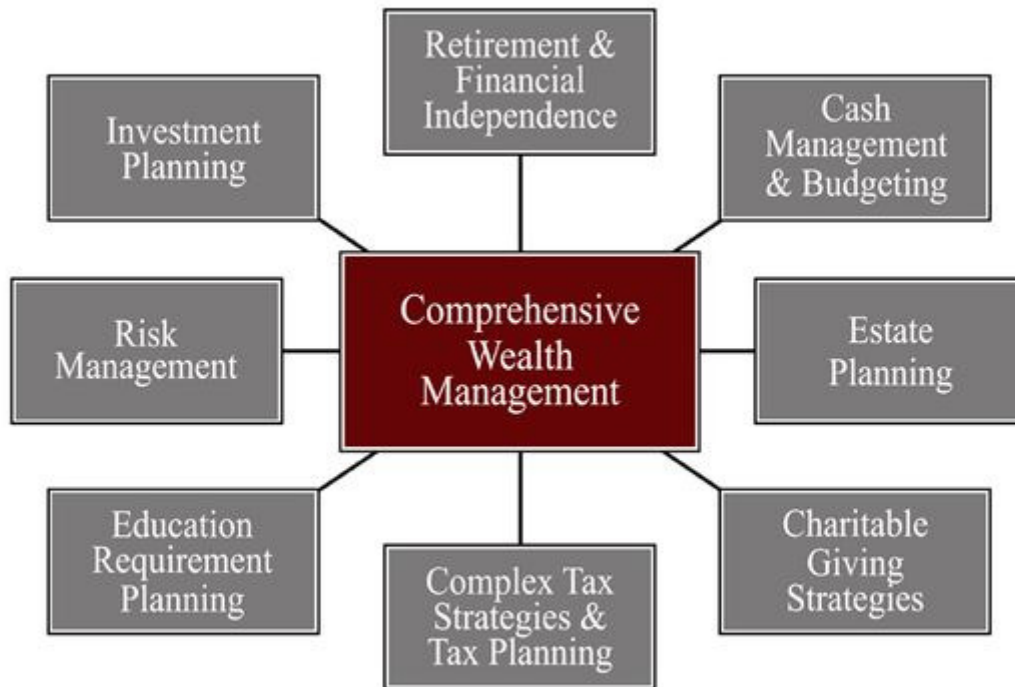 Retirement &
Financial
Independence
Investment
Planning
Cash
Management
& Budgeting
Comprehensive
Wealth
Management
Risk
Management
Estate
Planning
Education
Requirement
Planning
Complex Tax
Strategies &
Tax Planning
Charitable
Giving
Strategies